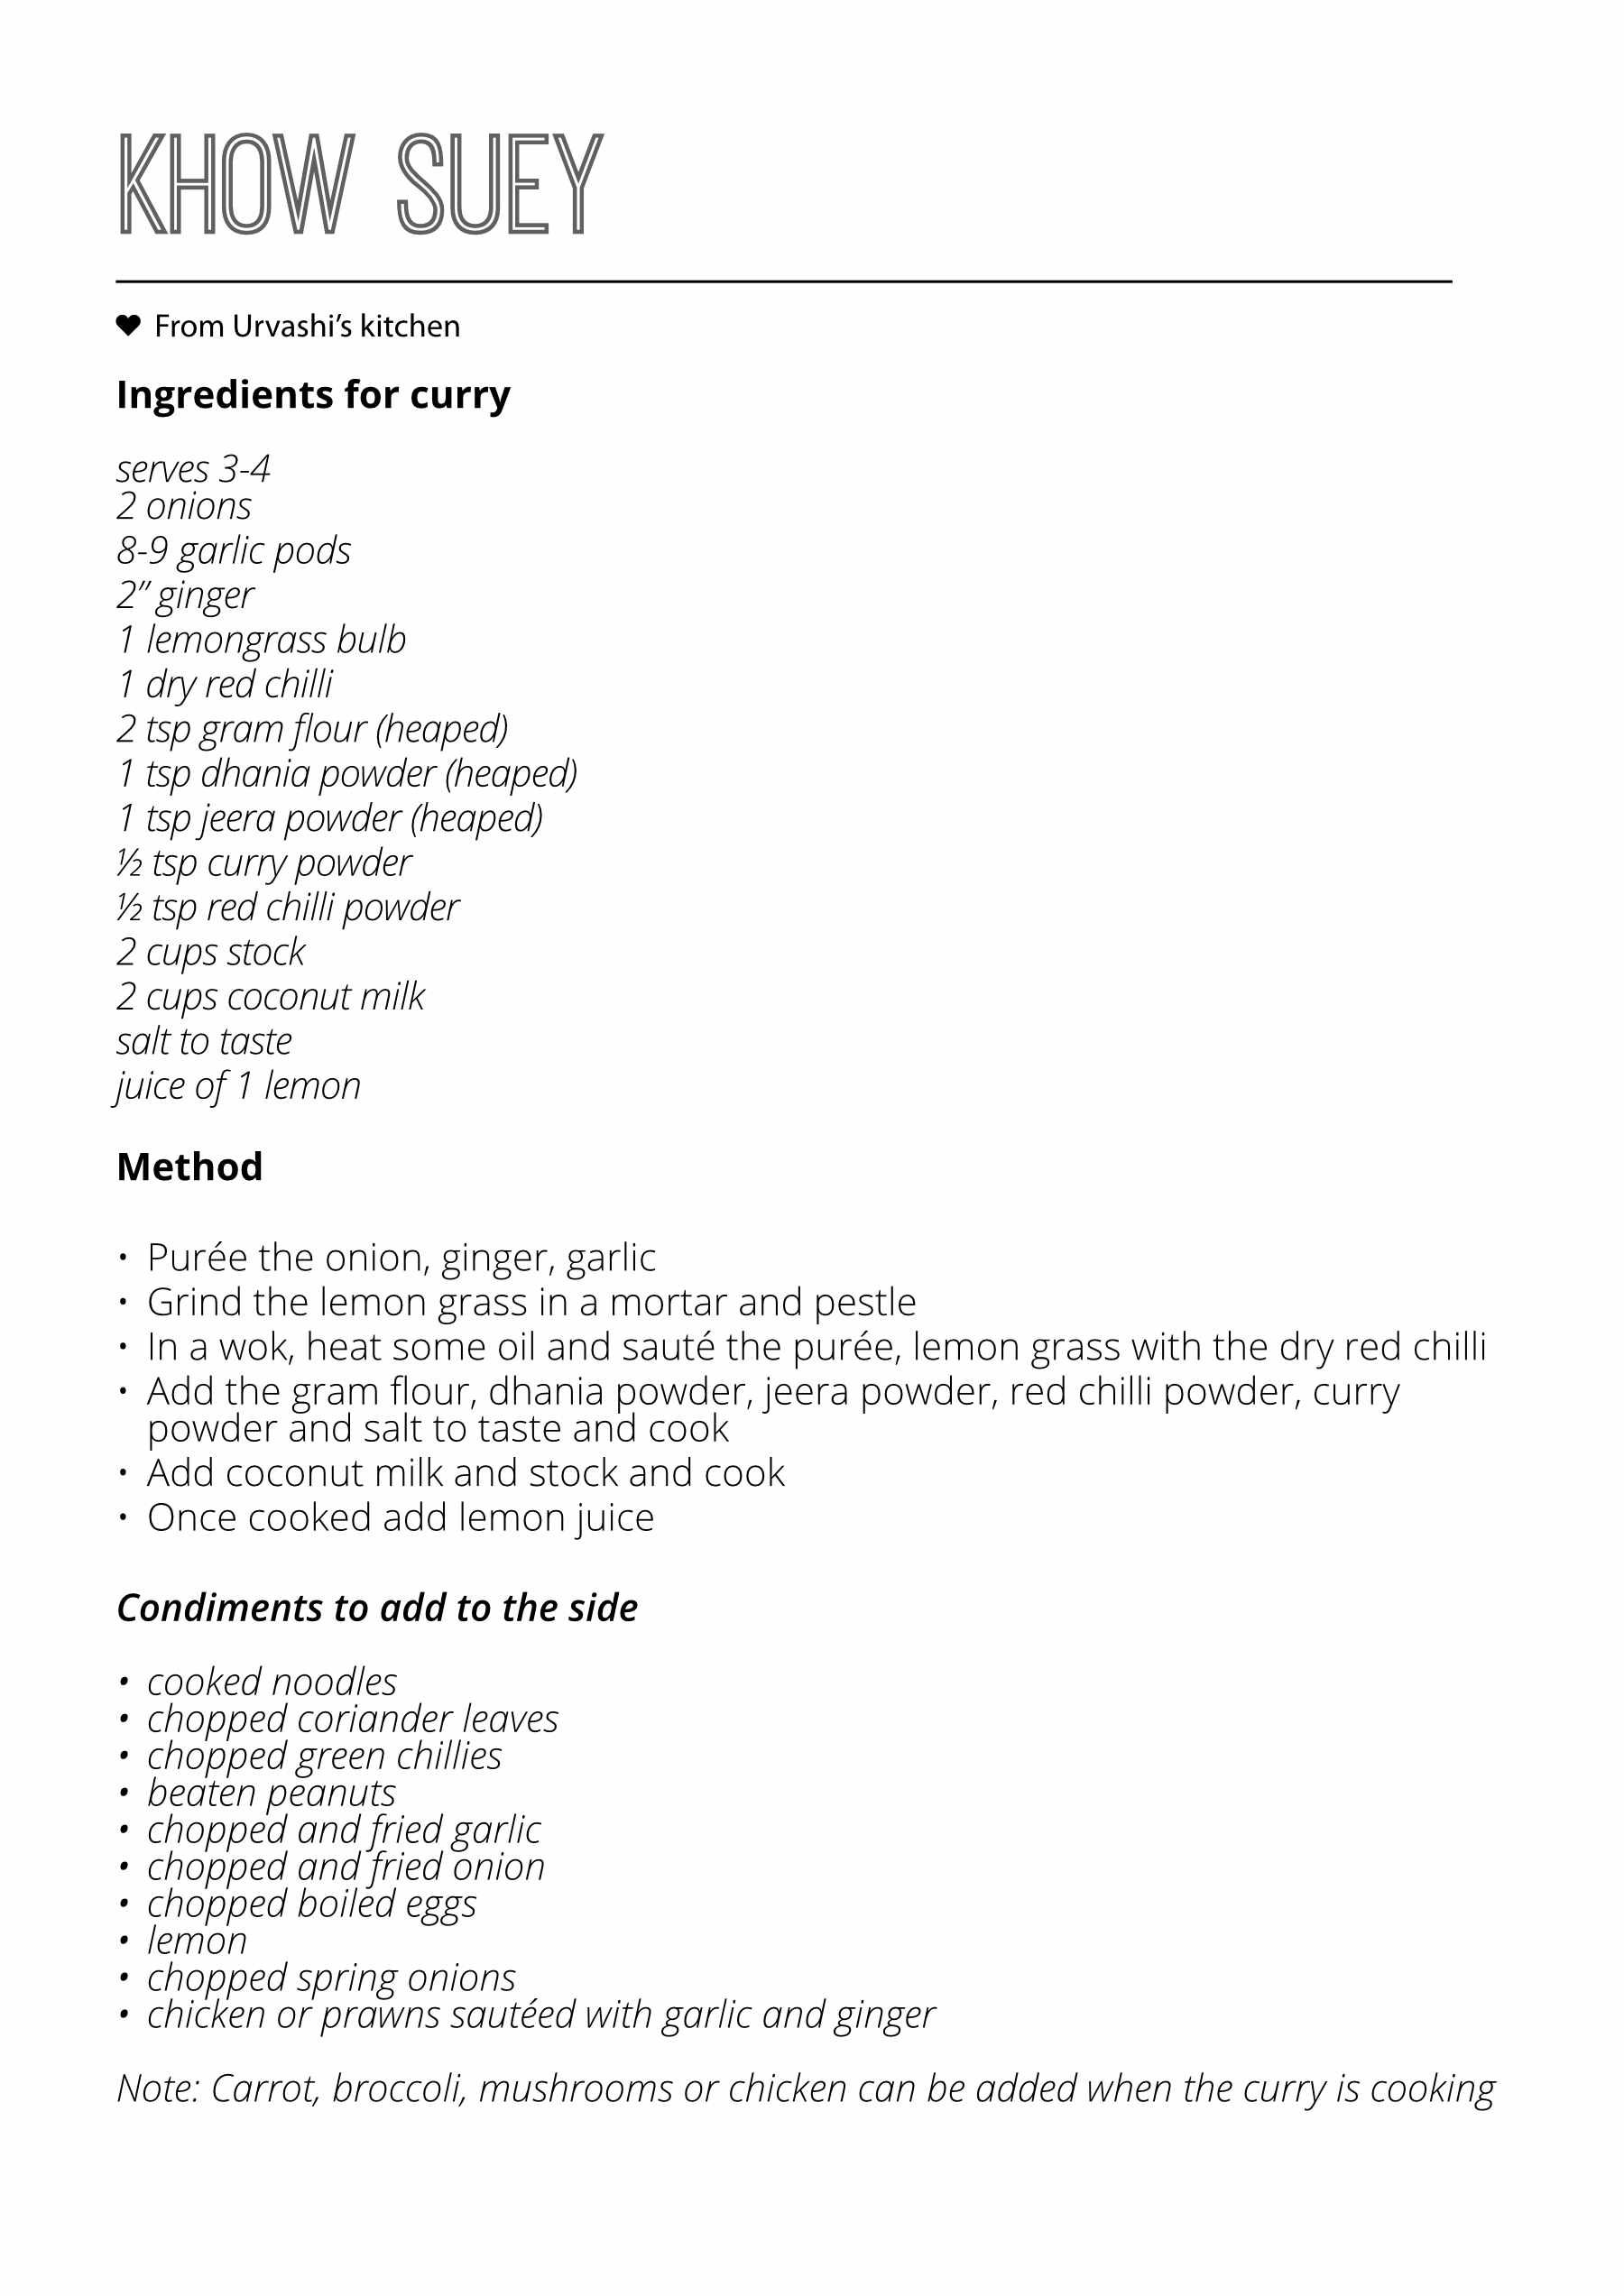 KHOW SUEY
♥ From Urvashi’s kitchen
Ingredients for curry
serves 3-4
2 onions
8-9 garlic pods
2” ginger
1 lemongrass bulb
1 dry red chilli
2 tsp gram flour (heaped)
1 tsp dhania powder (heaped)
1 tsp jeera powder (heaped)
½ tsp curry powder
½ tsp red chilli powder
2 cups stock
2 cups coconut milk
salt to taste
juice of 1 lemon
Method
• Purée the onion, ginger, garlic
• Grind the lemon grass in a mortar and pestle
• In a wok, heat some oil and sauté the purée, lemon grass with the dry red chilli
• Add the gram flour, dhania powder, jeera powder, red chilli powder, curry
powder and salt to taste and cook
• Add coconut milk and stock and cook
• Once cooked add lemon juice
Condiments to add to the side
• cooked noodles
• chopped coriander leaves
• chopped green chillies
• beaten peanuts
• chopped and fried garlic
• chopped and fried onion
• chopped boiled eggs
• lemon
• chopped spring onions
• chicken or prawns sautéed with garlic and ginger
Note: Carrot, broccoli, mushrooms or chicken can be added when the curry is cooking